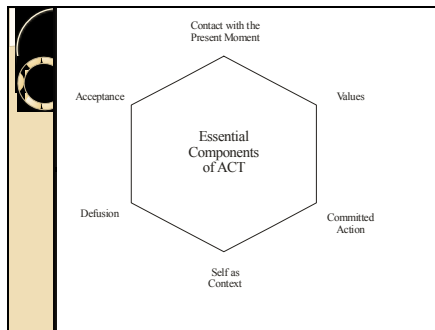 Contact with the
Present Moment
Acceptance
Values
Essential
Components
of ACT
Defusion
Committed
Action
Self as
Context